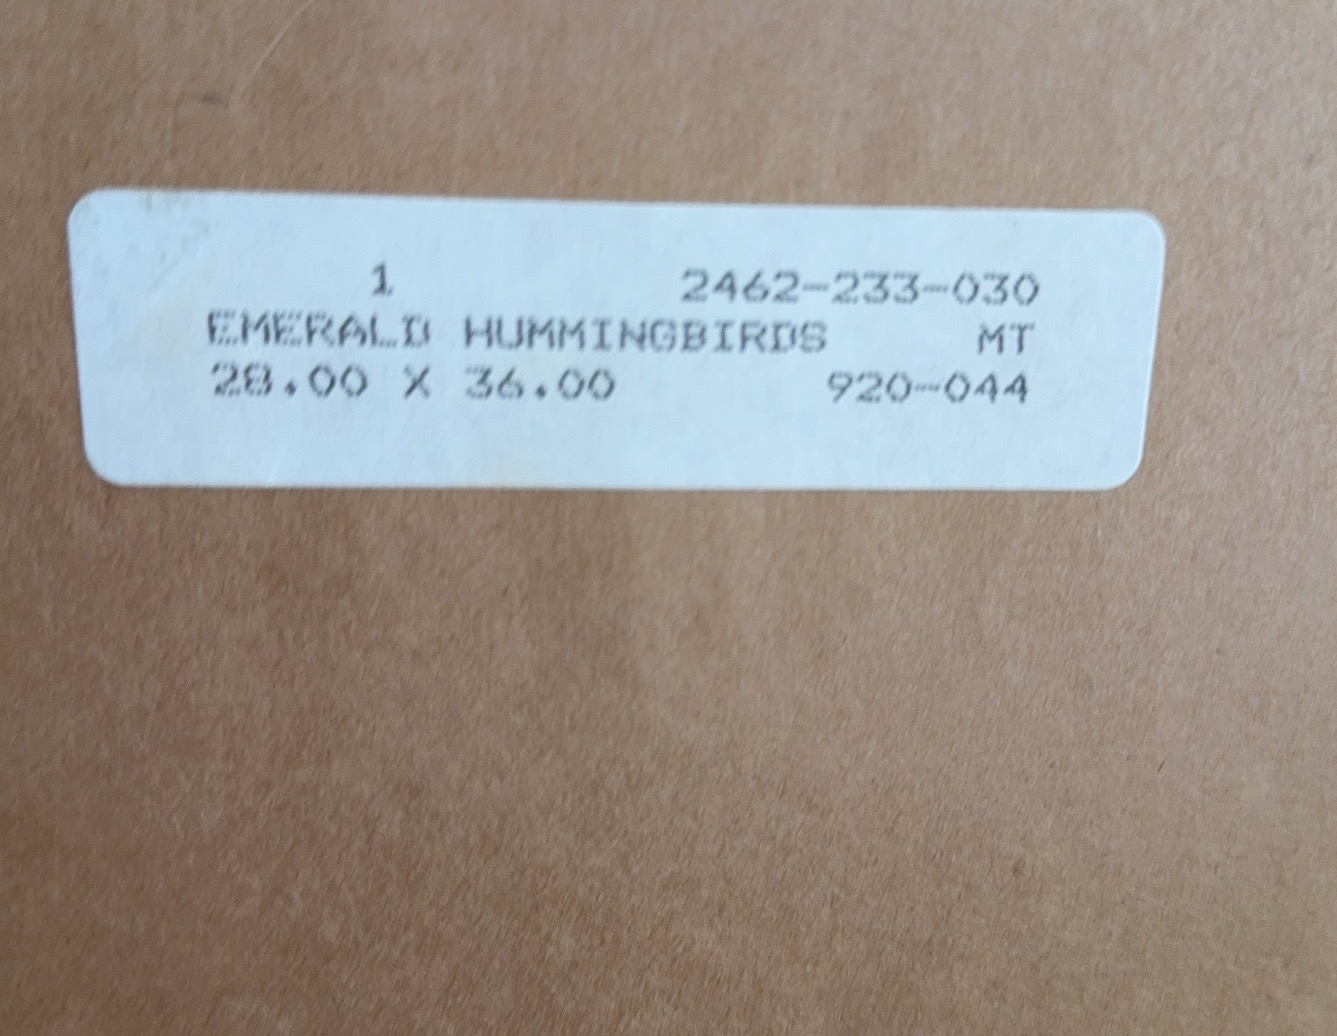 1 2462-233-030
EMERALD HUMMINGBIRDS MT
28.00 X 36.00 920-044